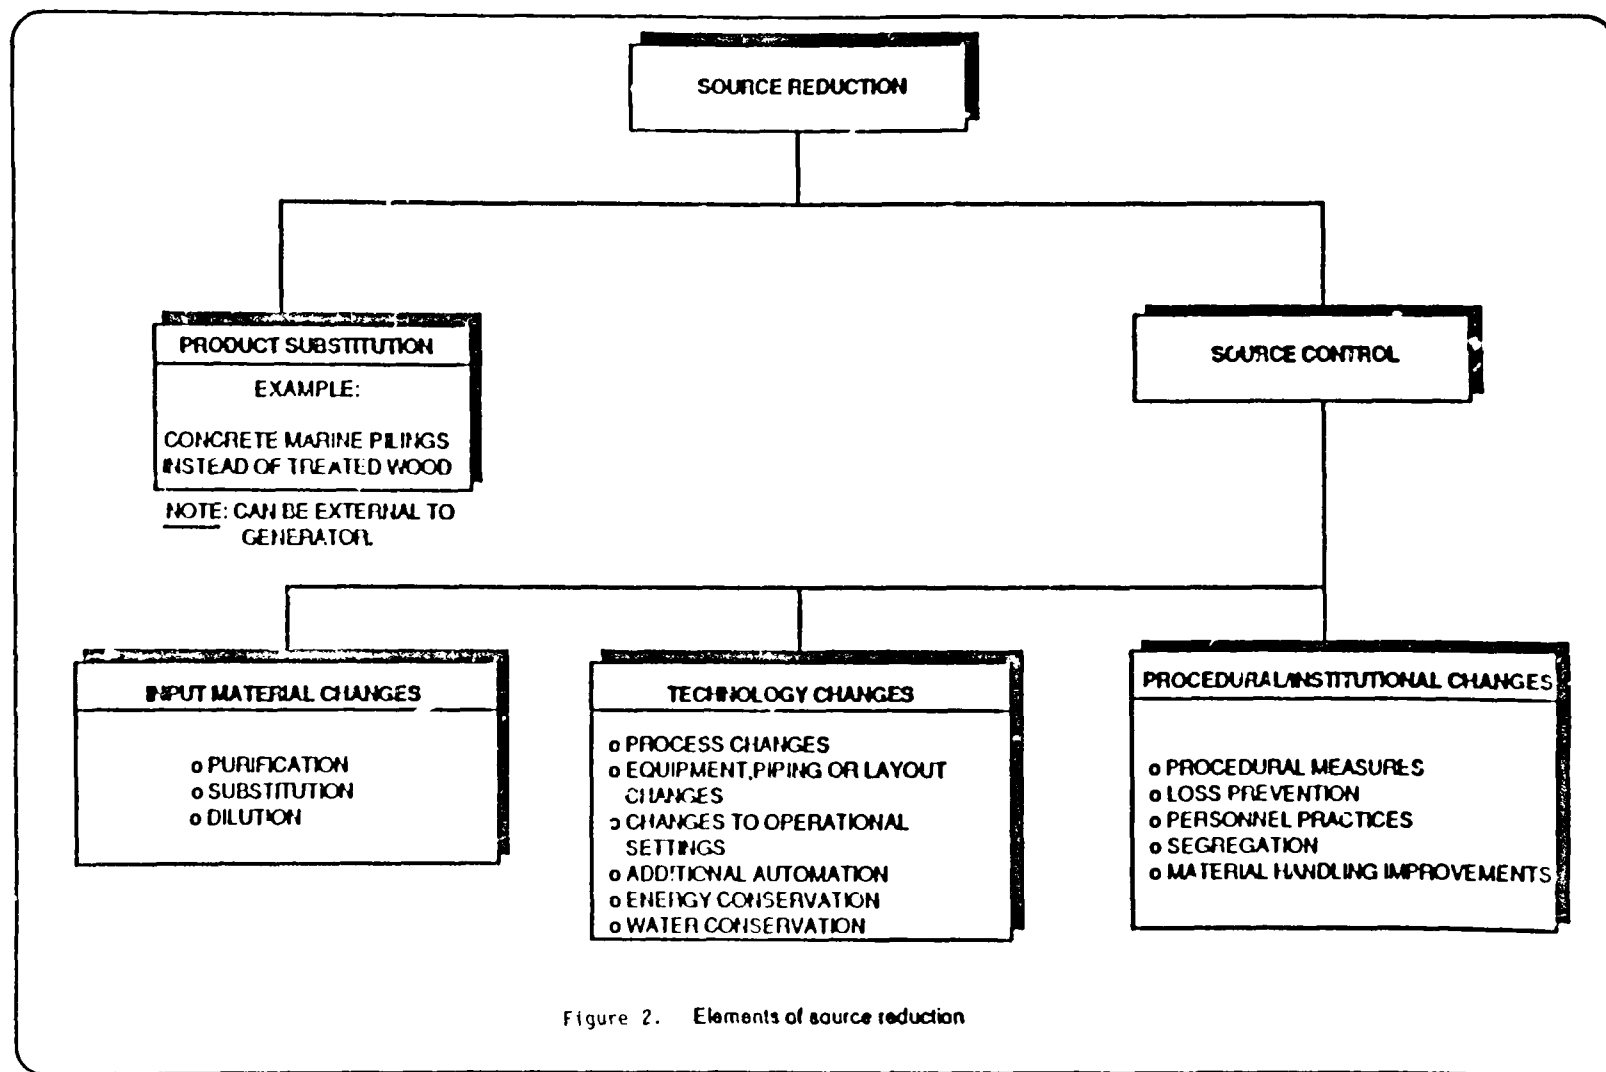 SOURCE REDUCTION
PRODUCT SUBSTITUTION
EXAMPLE:
CONCRETE MARINE PILINGS
INSTEAD OF TREATED WOOD
NOTE: CAN BE EXTERNAL TO
GENERATOR.
SOURCE CONTROL
INPUT MATERIAL CHANGES
o PURIFICATION
o SUBSTITUTION
o DILUTION
TECHNOLOGY CHANGES
o PROCESS CHANGES
o EQUIPMENT, PIPING OR LAYOUT
CHANGES
o CHANGES TO OPERATIONAL
SETTINGS
o ADDITIONAL AUTOMATION
o ENERGY CONSERVATION
o WATER CONSERVATION
PROCEDURAL/INSTITUTIONAL CHANGES
o PROCEDURAL MEASURES
o LOSS PREVENTION
o PERSONNEL PRACTICES
o SEGREGATION
o MATERIAL HANDLING IMPROVEMENTS
Figure 2. Elements of source reduction